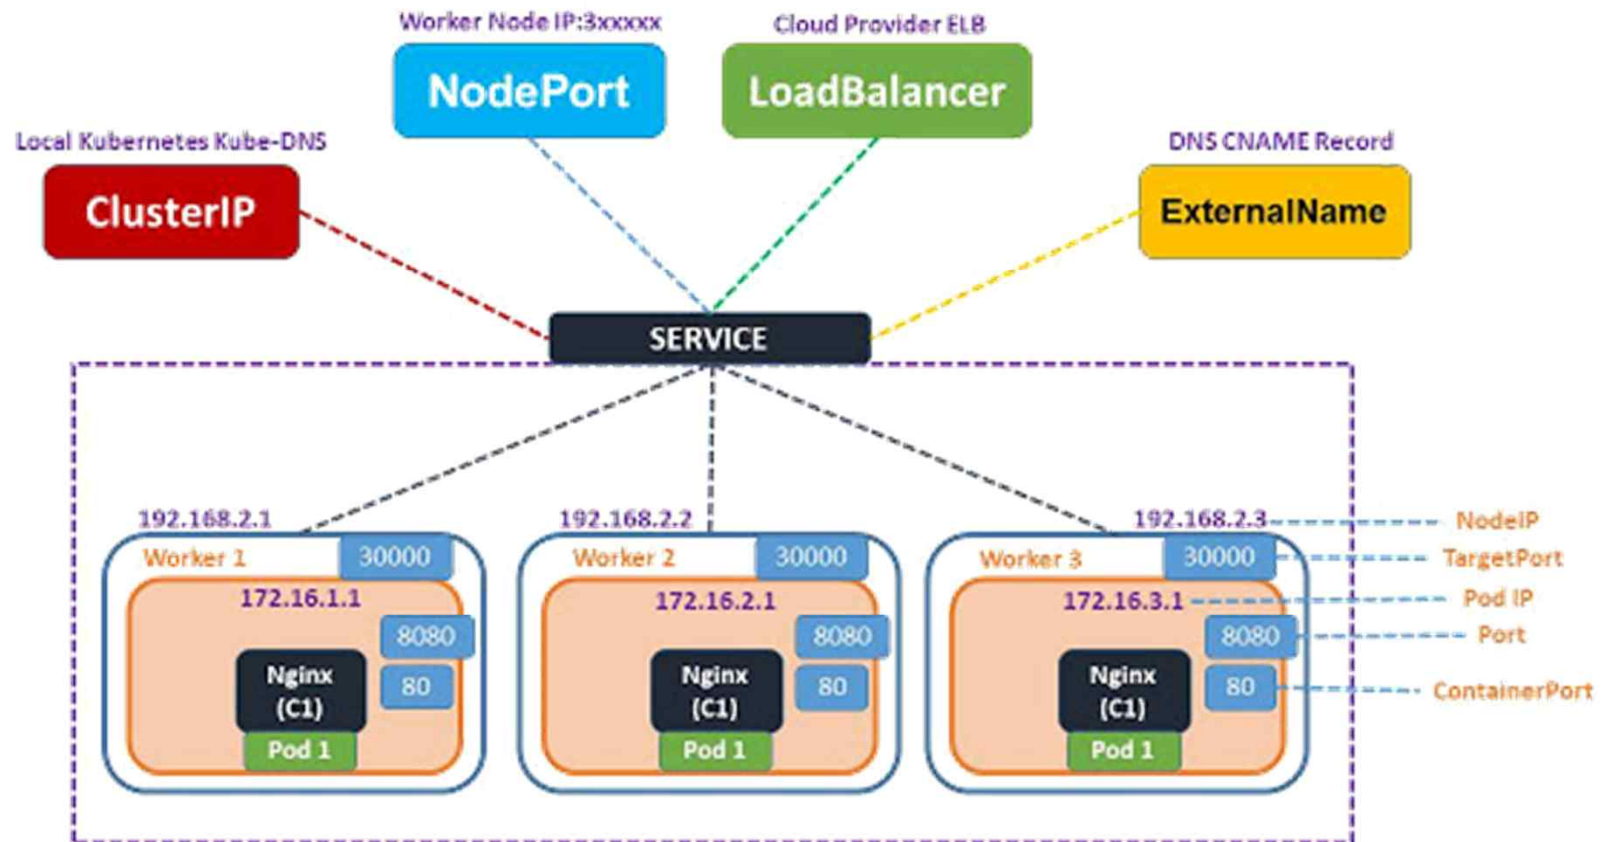 Worker Node IP:3xxxxx
Cloud Provider ELB
NodePort
LoadBalancer
Local Kubernetes Kube-DNS
DNS CNAME Record
ClusterIP
ExternalName
SERVICE
192.168.2.1
192.168.2.2
192.168.2.3
NodeIP
Worker 1
30000
Worker 2
30000
Worker 3
30000
TargetPort
172.16.1.1
172.16.2.1
172.16.3.1
Pod IP
8080
8080
8080
Port
Nginx
(C1)
80
Nginx
(C1)
80
Nginx
(C1)
80
ContainerPort
Pod 1
Pod 1
Pod 1